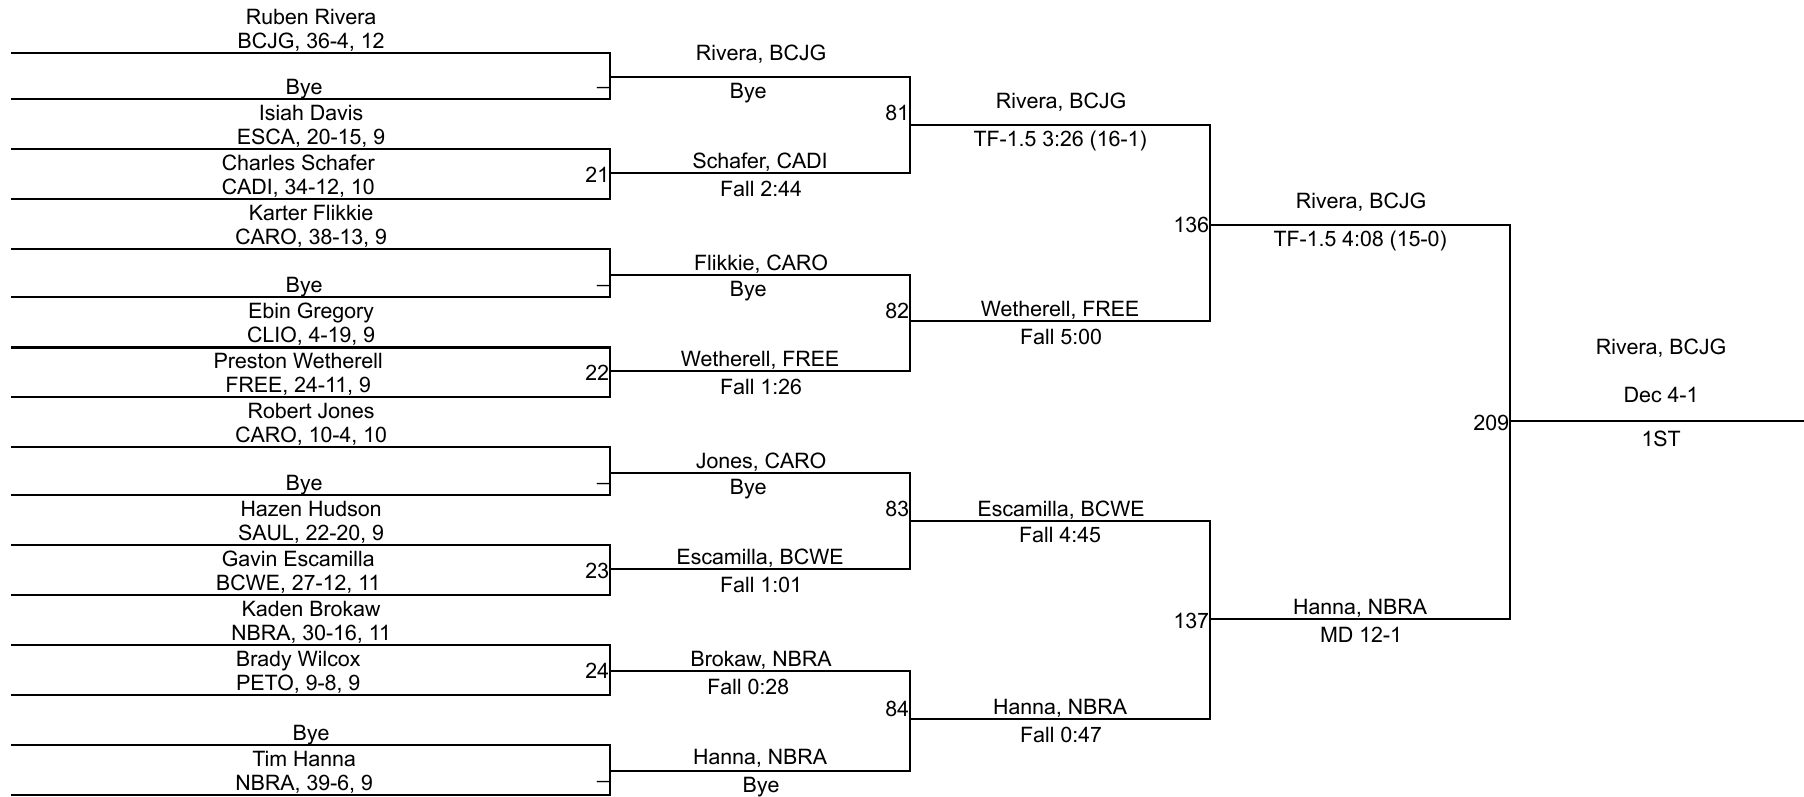 Ruben Rivera
BCJG, 36-4, 12
Bye
Isiah Davis
ESCA, 20-15, 9
Charles Schafer
CADI, 34-12, 10
21
Karter Flikkie
CARO, 38-13, 9
Bye
Ebin Gregory
CLIO, 4-19, 9
Preston Wetherell
FREE, 24-11, 9
22
Robert Jones
CARO, 10-4, 10
Bye
Hazen Hudson
SAUL, 22-20, 9
Gavin Escamilla
BCWE, 27-12, 11
23
Kaden Brokaw
NBRA, 30-16, 11
Brady Wilcox
PETO, 9-8, 9
24
Bye
Tim Hanna
NBRA, 39-6, 9
Rivera, BCJG
Bye
81
Schafer, CADI
Fall 2:44
Flikkie, CARO
Bye
82
Wetherell, FREE
Fall 1:26
Jones, CARO
Bye
83
Escamilla, BCWE
Fall 1:01
Brokaw, NBRA
Fall 0:28
84
Hanna, NBRA
Bye
Rivera, BCJG
TF-1.5 3:26 (16-1)
136
Wetherell, FREE
Fall 5:00
Escamilla, BCWE
Fall 4:45
137
Hanna, NBRA
Fall 0:47
Rivera, BCJG
TF-1.5 4:08 (15-0)
209
Hanna, NBRA
MD 12-1
Rivera, BCJG
Dec 4-1
1ST